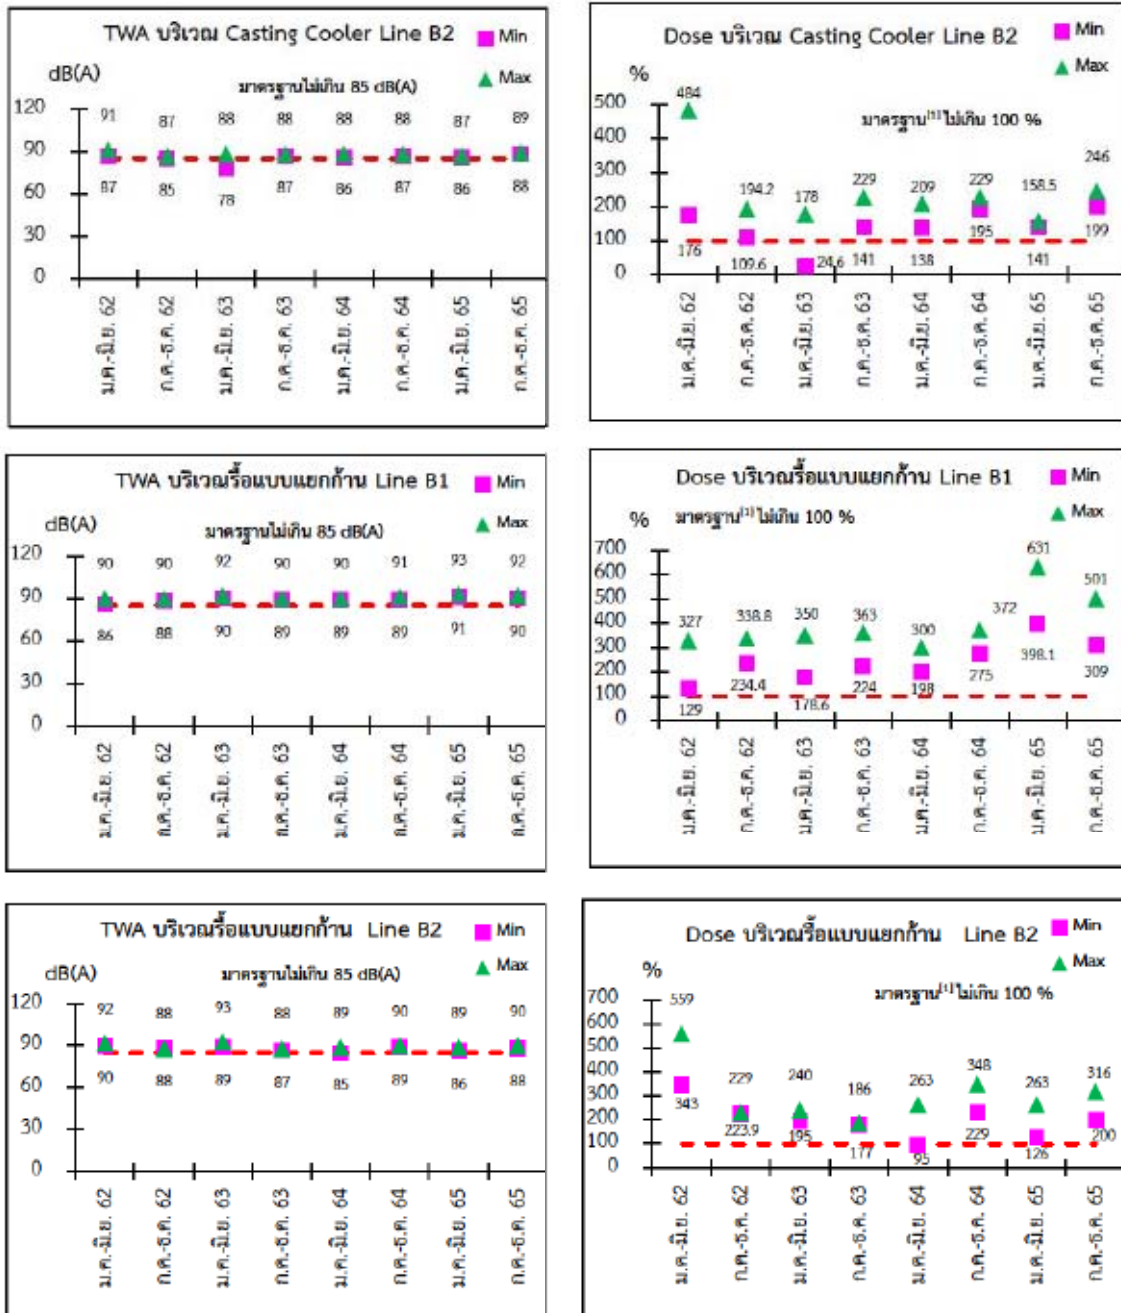 TWA บริเวณ Casting Cooler Line B2
Min
Max
dB(A)
มาตรฐานไม่เกิน 85 dB(A)
120
90
60
30
0
91 87 88 88 88 88 87 89
87 85 78 87 86 87 86 88
ม.ค.-มิ.ย. 62
ก.ค.-ธ.ค. 62
ม.ค.-มิ.ย. 63
ก.ค.-ธ.ค. 63
ม.ค.-มิ.ย. 64
ก.ค.-ธ.ค. 64
ม.ค.-มิ.ย. 65
ก.ค.-ธ.ค. 65
Dose บริเวณ Casting Cooler Line B2
Min
Max
%
มาตรฐาน[1] ไม่เกิน 100 %
500
400
300
200
100
0
484 194.2 178 229 209 229 158.5 246
176 109.6 24.6 141 138 195 141 199
ม.ค.-มิ.ย. 62
ก.ค.-ธ.ค. 62
ม.ค.-มิ.ย. 63
ก.ค.-ธ.ค. 63
ม.ค.-มิ.ย. 64
ก.ค.-ธ.ค. 64
ม.ค.-มิ.ย. 65
ก.ค.-ธ.ค. 65
TWA บริเวณรื้อแบบแยกก้าน Line B1
Min
Max
dB(A)
มาตรฐานไม่เกิน 85 dB(A)
120
90
60
30
0
90 90 92 90 90 91 93 92
86 88 90 89 89 89 91 90
ม.ค.-มิ.ย. 62
ก.ค.-ธ.ค. 62
ม.ค.-มิ.ย. 63
ก.ค.-ธ.ค. 63
ม.ค.-มิ.ย. 64
ก.ค.-ธ.ค. 64
ม.ค.-มิ.ย. 65
ก.ค.-ธ.ค. 65
Dose บริเวณรื้อแบบแยกก้าน Line B1
Min
Max
%
มาตรฐาน[1] ไม่เกิน 100 %
700
600
500
400
300
200
100
0
327 338.8 350 363 300 372 631 501
129 234.4 178.6 224 198 275 398.1 309
ม.ค.-มิ.ย. 62
ก.ค.-ธ.ค. 62
ม.ค.-มิ.ย. 63
ก.ค.-ธ.ค. 63
ม.ค.-มิ.ย. 64
ก.ค.-ธ.ค. 64
ม.ค.-มิ.ย. 65
ก.ค.-ธ.ค. 65
TWA บริเวณรื้อแบบแยกก้าน Line B2
Min
Max
dB(A)
มาตรฐานไม่เกิน 85 dB(A)
120
90
60
30
0
92 88 93 88 89 90 89 90
90 88 89 87 85 89 86 88
ม.ค.-มิ.ย. 62
ก.ค.-ธ.ค. 62
ม.ค.-มิ.ย. 63
ก.ค.-ธ.ค. 63
ม.ค.-มิ.ย. 64
ก.ค.-ธ.ค. 64
ม.ค.-มิ.ย. 65
ก.ค.-ธ.ค. 65
Dose บริเวณรื้อแบบแยกก้าน Line B2
Min
Max
%
มาตรฐาน[1] ไม่เกิน 100 %
700
600
500
400
300
200
100
0
559 229 240 186 263 348 263 316
343 223.9 195 177 95 229 126 200
ม.ค.-มิ.ย. 62
ก.ค.-ธ.ค. 62
ม.ค.-มิ.ย. 63
ก.ค.-ธ.ค. 63
ม.ค.-มิ.ย. 64
ก.ค.-ธ.ค. 64
ม.ค.-มิ.ย. 65
ก.ค.-ธ.ค. 65